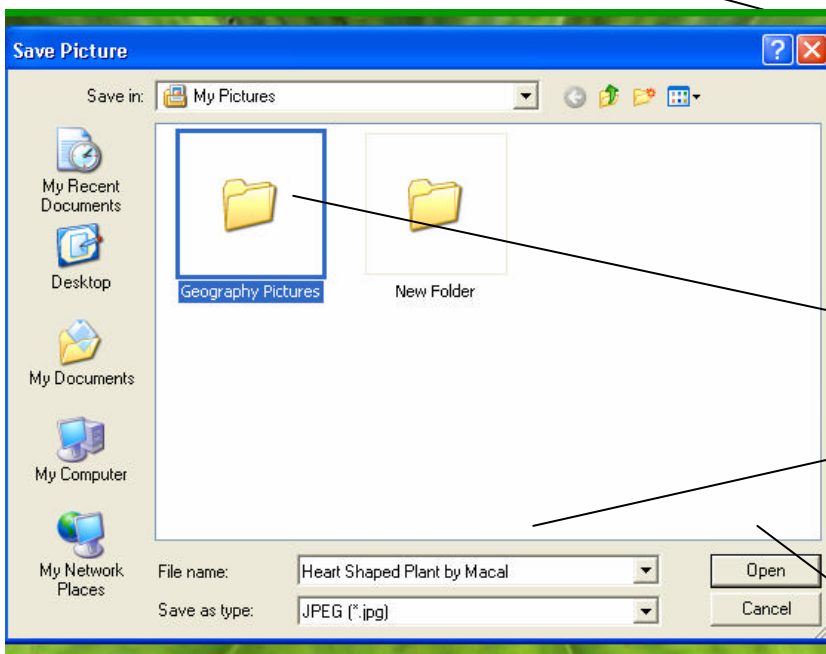 Save Picture
Save in: My Pictures
My Recent
Documents
Desktop
My Documents
My Computer
My Network
Places
Geography Pictures
New Folder
File name: Heart Shaped Plant by Macal
Open
Save as type: JPEG (*.jpg)
Cancel